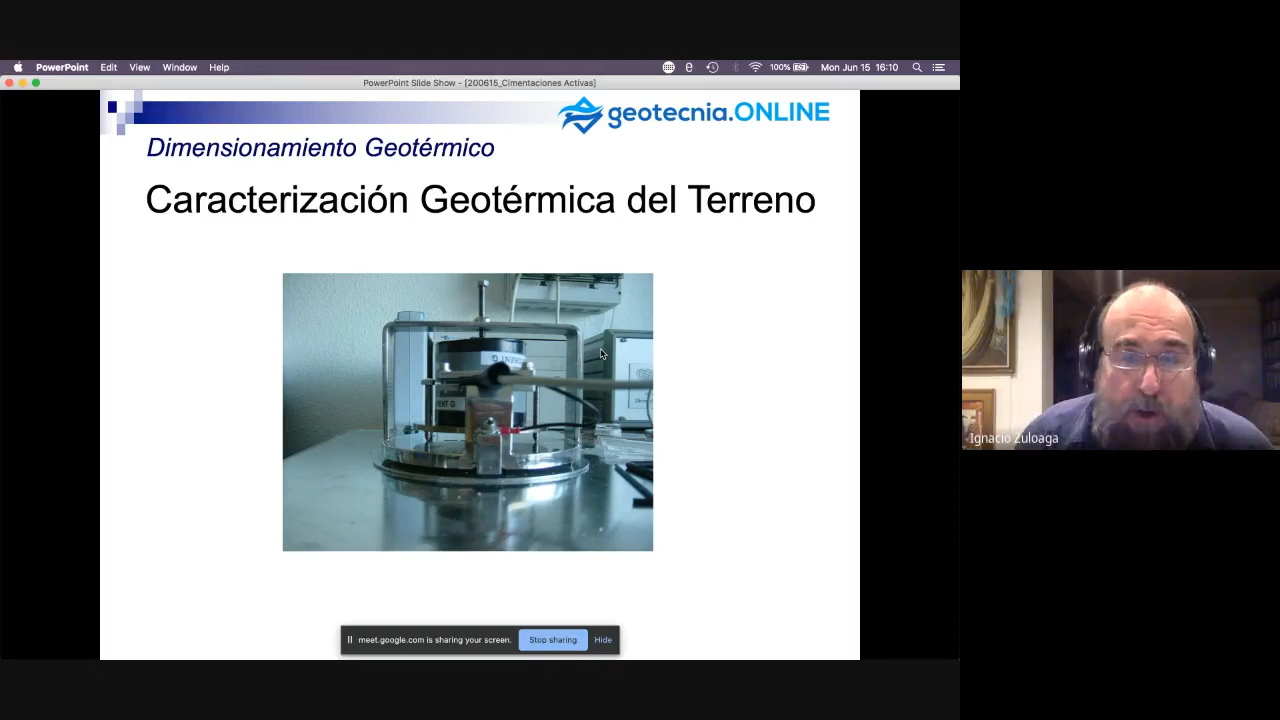 PowerPoint Edit View Window Help 100% Mon Jun 15 16:10
PowerPoint Slide Show - [200615_Cimentaciones Activas]
geotecnia.ONLINE
Dimensionamiento Geotérmico
Caracterización Geotérmica del Terreno
Ignacio Zuloaga
meet.google.com is sharing your screen. Stop sharing Hide